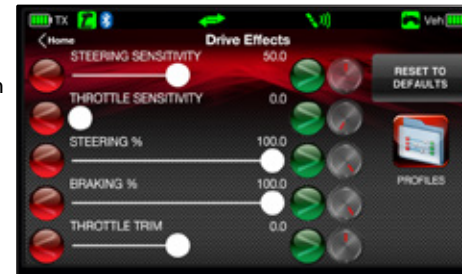 TX
Veh
Home
Drive Effects
STEERING SENSITIVITY 50.0
THROTTLE SENSITIVITY 0.0
STEERING % 100.0
BRAKING % 100.0
THROTTLE TRIM 0.0
RESET TO
DEFAULTS
PROFILES